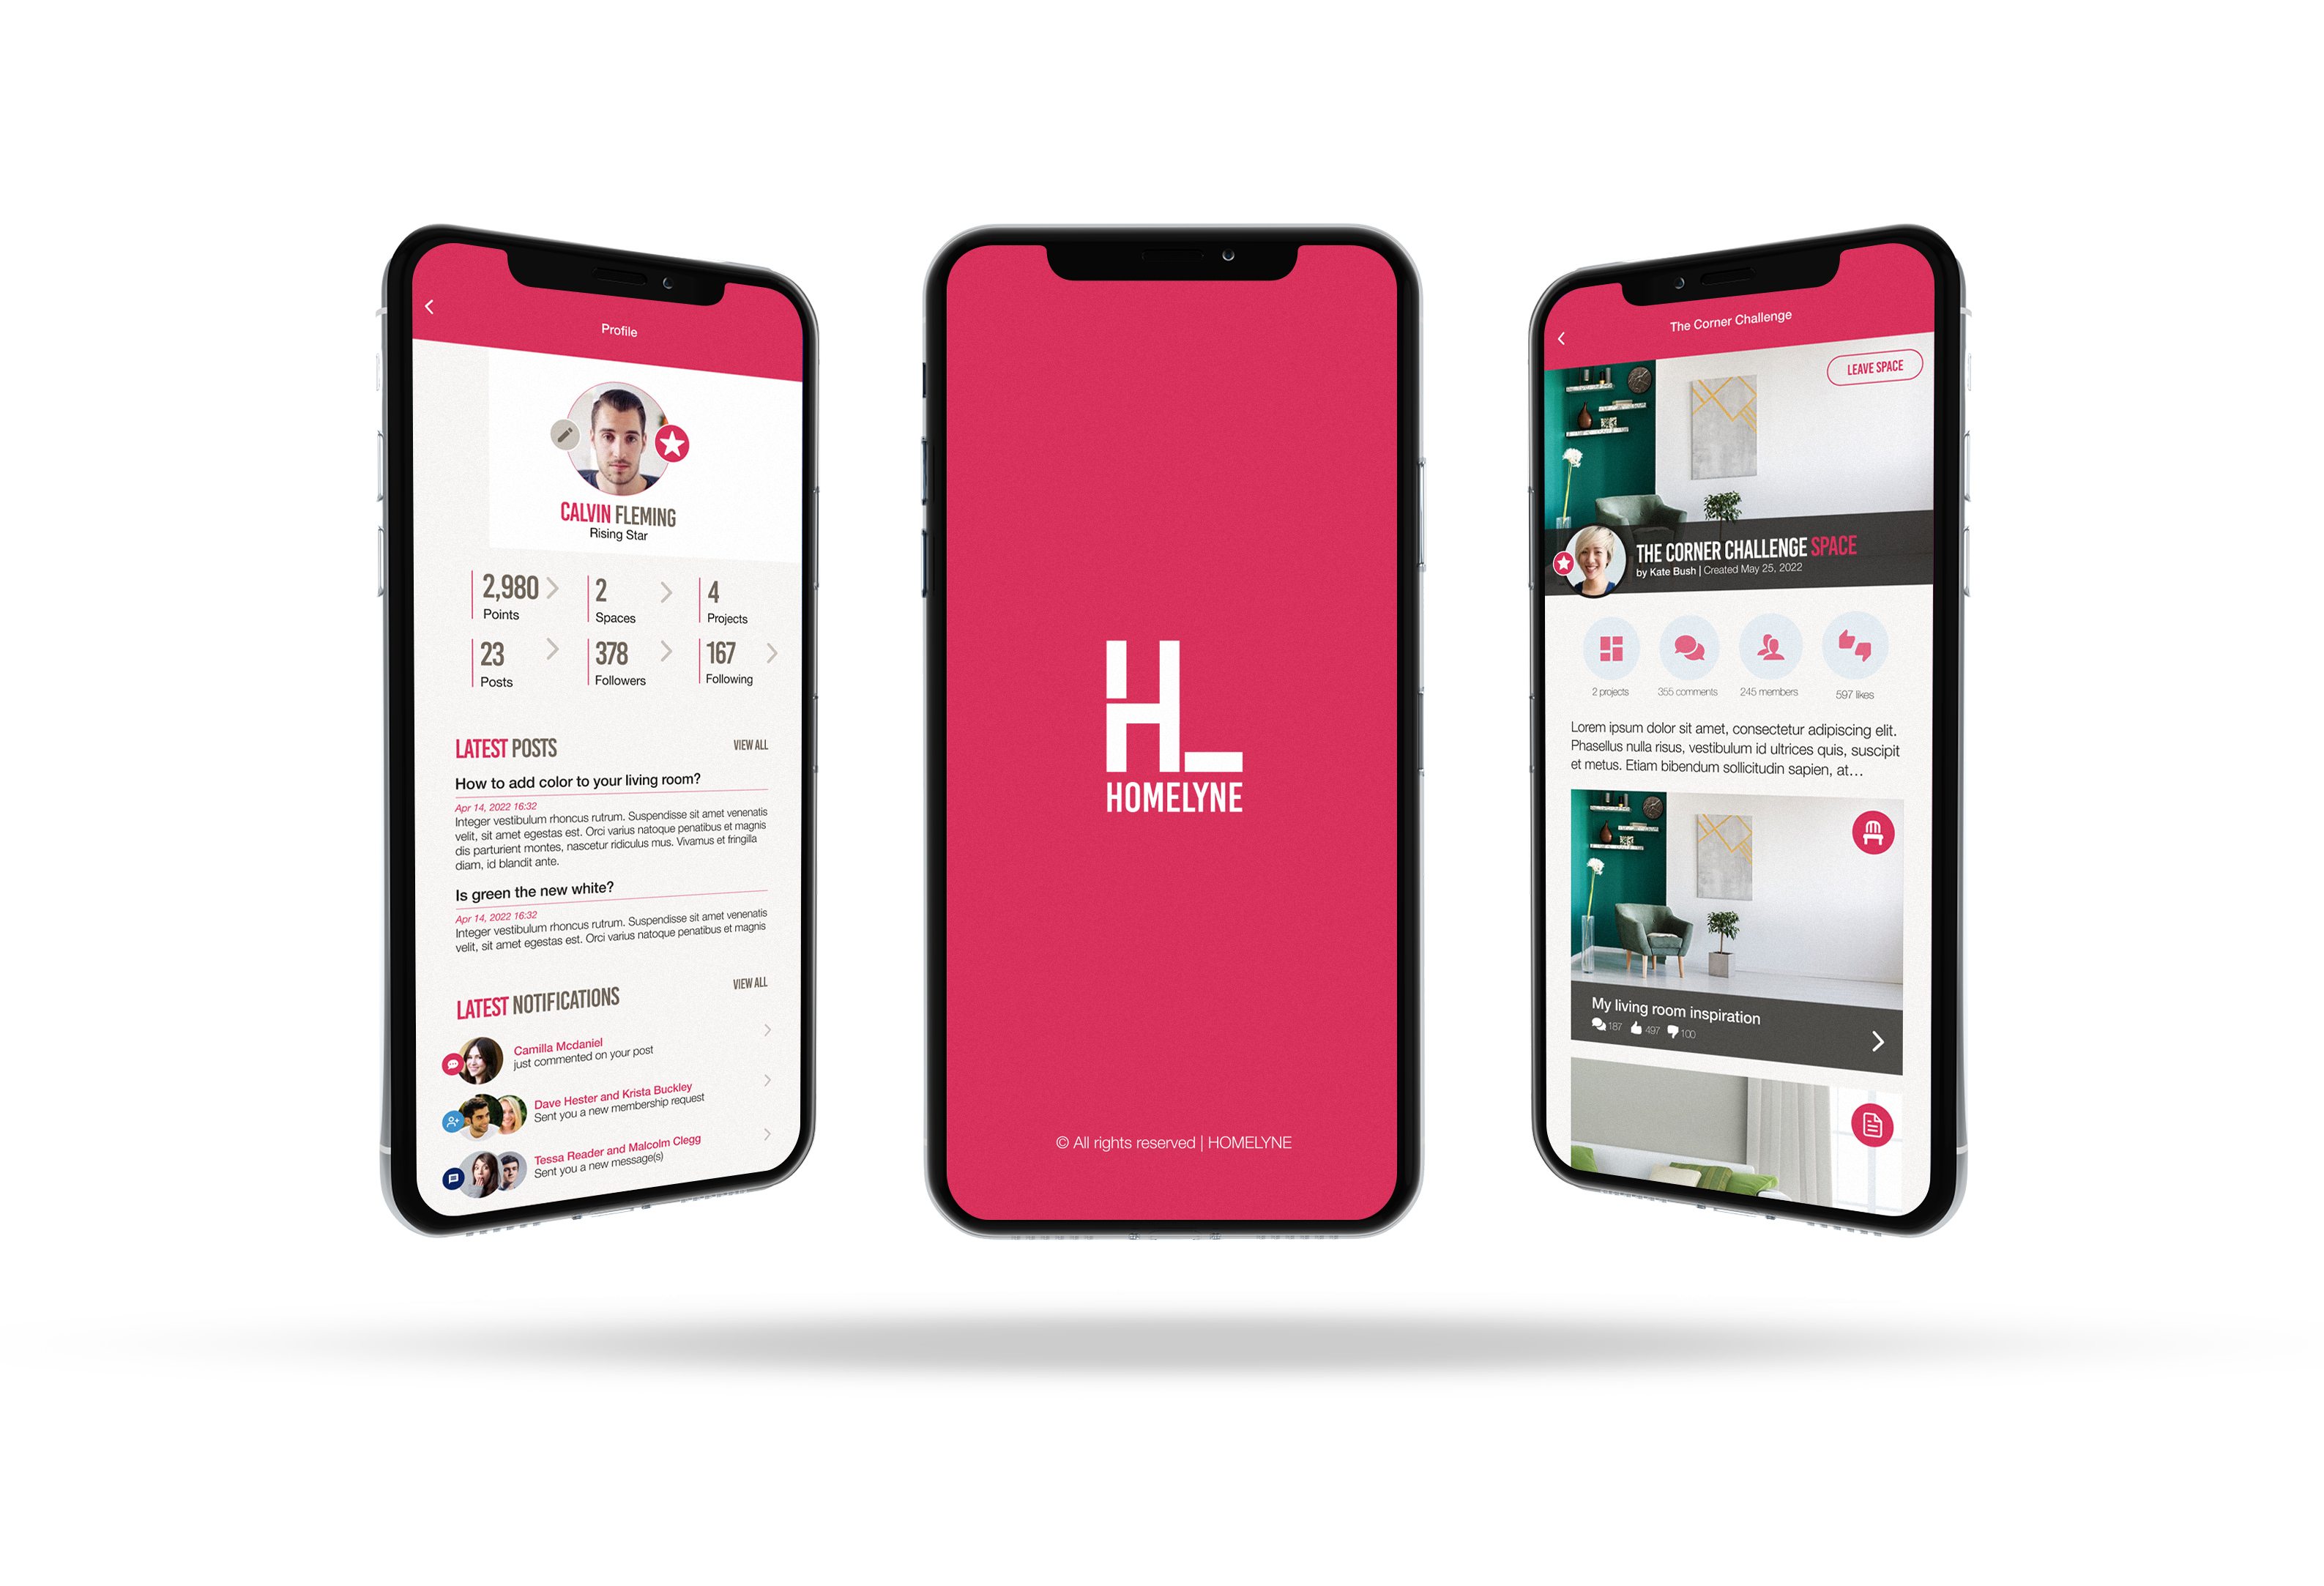 Profile
CALVIN FLEMING
Rising Star
2,980
Points
2
Spaces
4
Projects
23
Posts
378
Followers
167
Following
LATEST POSTS
VIEW ALL
How to add color to your living room?
Apr 14, 2022 16:32
Integer vestibulum rhoncus rutrum. Suspendisse sit amet venenatis
velit, sit amet egestas est. Orci varius natoque penatibus et magnis
dis parturient montes, nascetur ridiculus mus. Vivamus et fringilla
diam, id blandit ante.
Is green the new white?
Apr 14, 2022 16:32
Integer vestibulum rhoncus rutrum. Suspendisse sit amet venenatis
velit, sit amet egestas est. Orci varius natoque penatibus et magnis
LATEST NOTIFICATIONS
VIEW ALL
Camilla Mcdaniel
just commented on your post
Dave Hester and Krista Buckley
Sent you a new membership request
Tessa Reader and Malcolm Clegg
Sent you a new message(s)
HL
HOMELYNE
© All rights reserved | HOMELYNE
The Corner Challenge
LEAVE SPACE
THE CORNER CHALLENGE SPACE
by Kate Bush | Created May 25, 2022
2 projects
355 comments
245 members
597 likes
Lorem ipsum dolor sit amet, consectetur adipiscing elit.
Phasellus nulla risus, vestibulum id ultrices quis, suscipit
et metus. Etiam bibendum sollicitudin sapien, at...
My living room inspiration
187 497 100